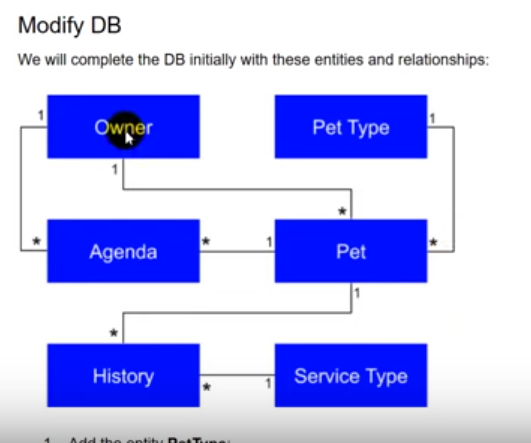 Modify DB
We will complete the DB initially with these entities and relationships:
1 Owner Pet Type 1
1
*
* Agenda * 1 Pet *
1
*
History * 1 Service Type
1. Add the entity PetType: